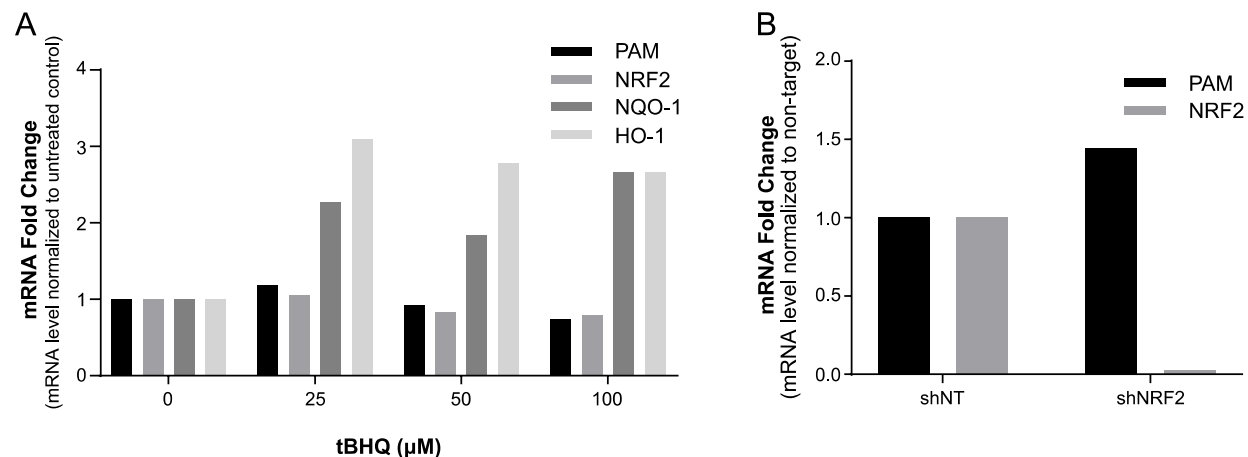 A
mRNA Fold Change
(mRNA level normalized to untreated control)
4
3
2
1
0
PAM
NRF2
NQO-1
HO-1
0
25
50
100
tBHQ (µM)
B
mRNA Fold Change
(mRNA level normalized to non-target)
2.0
1.5
1.0
0.5
0.0
PAM
NRF2
shNT
shNRF2